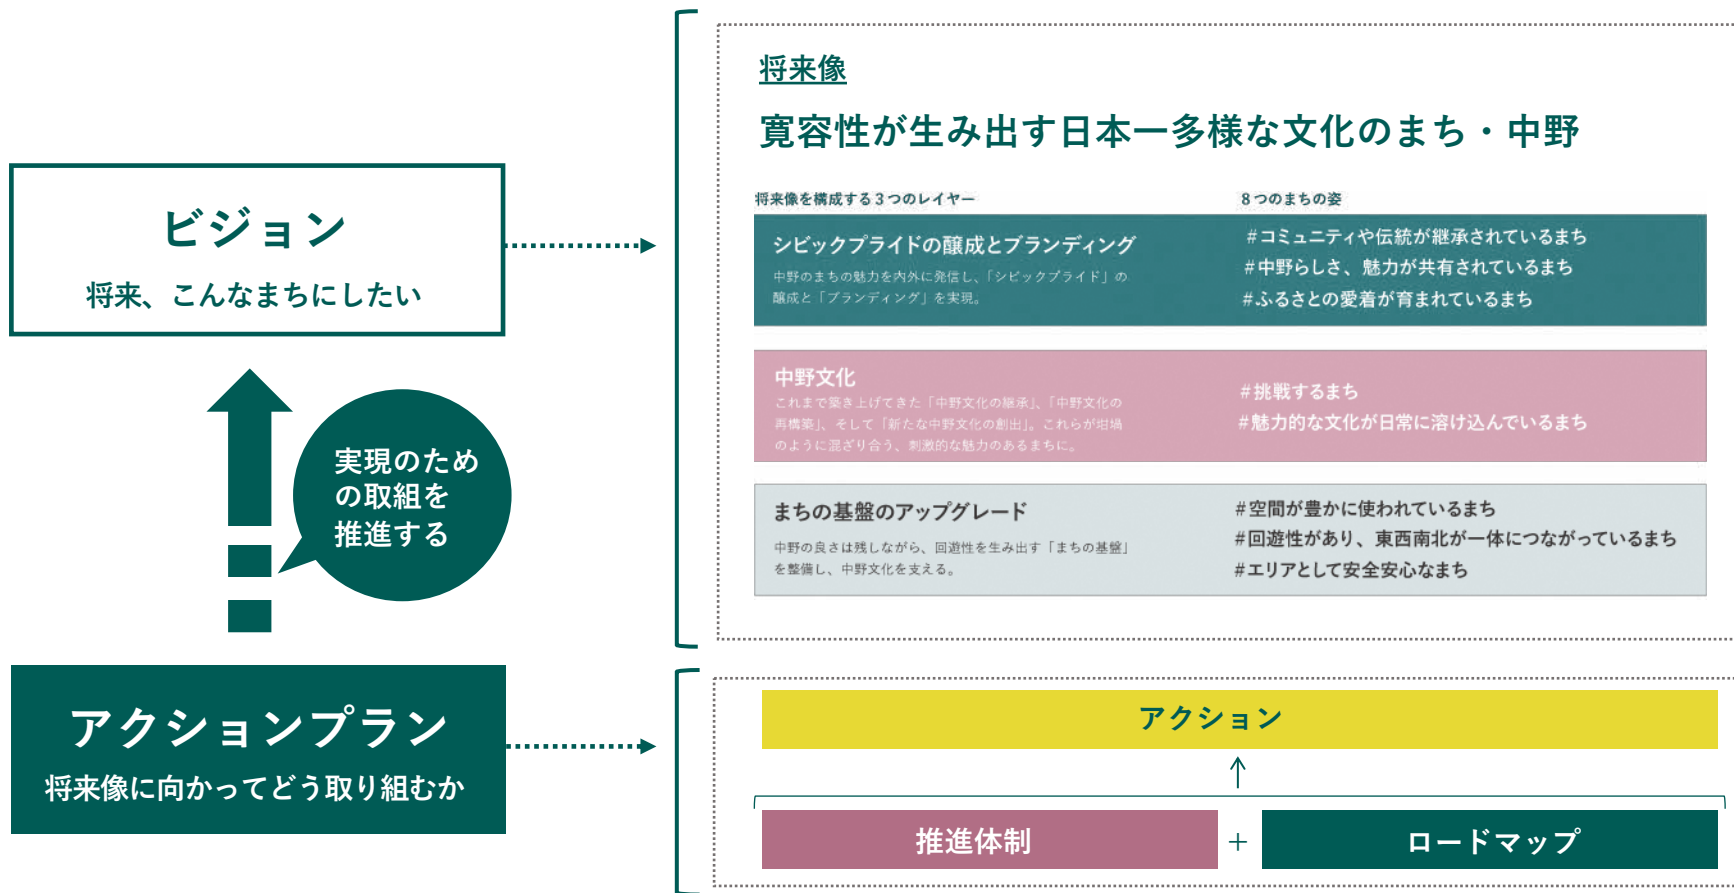 ビジョン
将来、こんなまちにしたい
実現のため
の取組を
推進する
アクションプラン
将来像に向かってどう取り組むか
将来像
寛容性が生み出す日本一多様な文化のまち・中野
将来像を構成する3つのレイヤー
8つのまちの姿
シビックプライドの醸成とブランディング
中野のまちの魅力を内外に発信し、「シビックプライド」の
醸成と「ブランディング」を実現。
#コミュニティや伝統が継承されているまち
#中野らしさ、魅力が共有されているまち
#ふるさとの愛着が育まれているまち
中野文化
これまで築き上げてきた「中野文化の継承」、「中野文化の
再構築」、そして「新たな中野文化の創出」。これらが坩堝
のように混ざり合う、刺激的な魅力のあるまちに。
#挑戦するまち
#魅力的な文化が日常に溶け込んでいるまち
まちの基盤のアップグレード
中野の良さは残しながら、回遊性を生み出す「まちの基盤」
を整備し、中野文化を支える。
#空間が豊かに使われているまち
#回遊性があり、東西南北が一体につながっているまち
#エリアとして安全安心なまち
アクション
推進体制
+
ロードマップ